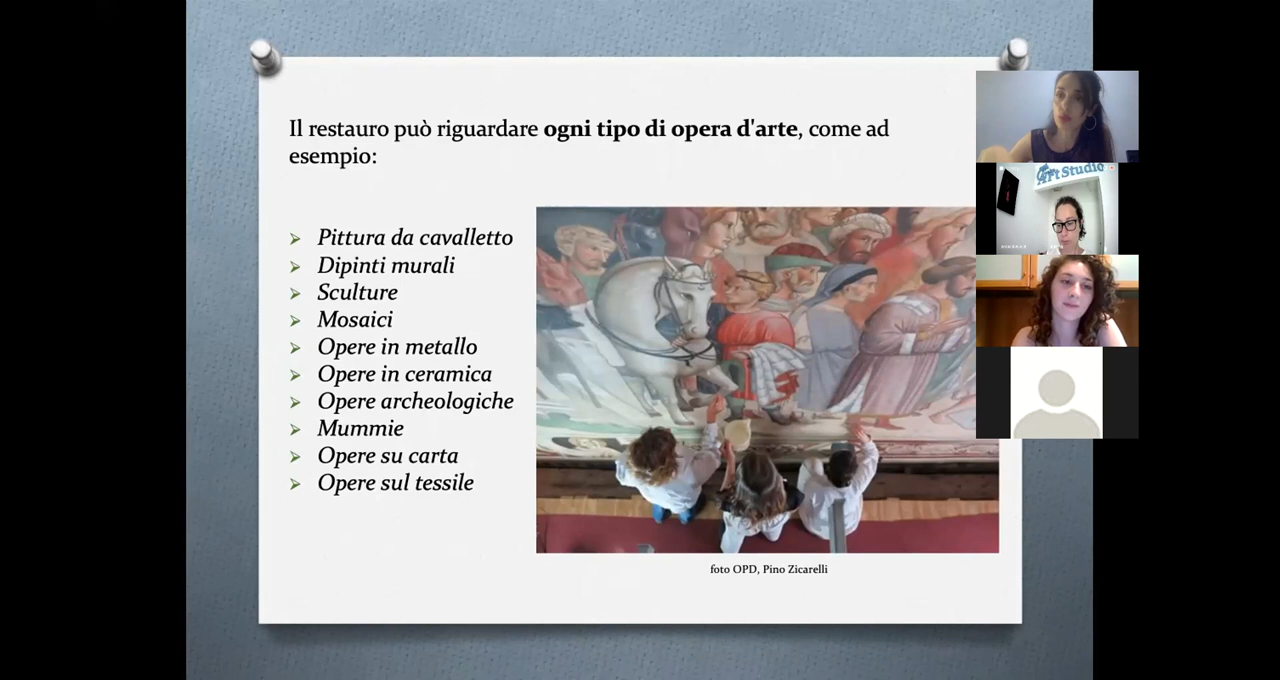 Il restauro può riguardare ogni tipo di opera d'arte, come ad
esempio:
Pittura da cavalletto
Dipinti murali
Sculture
Mosaici
Opere in metallo
Opere in ceramica
Opere archeologiche
Mummie
Opere su carta
Opere sul tessile
foto OPD, Pino Zicarelli
ArtStudio